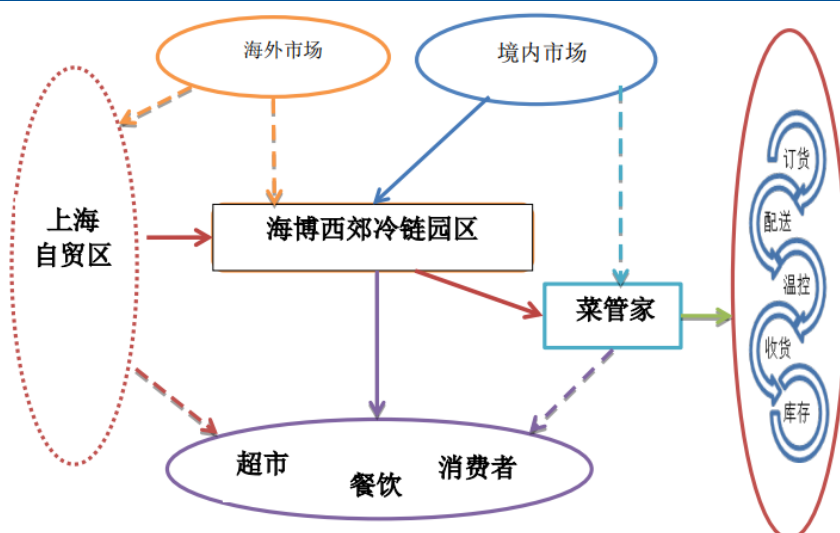 海外市场
境内市场
上海
自贸区
海博西郊冷链园区
菜管家
超市
餐饮
消费者
订货
配送
温控
收货
库存